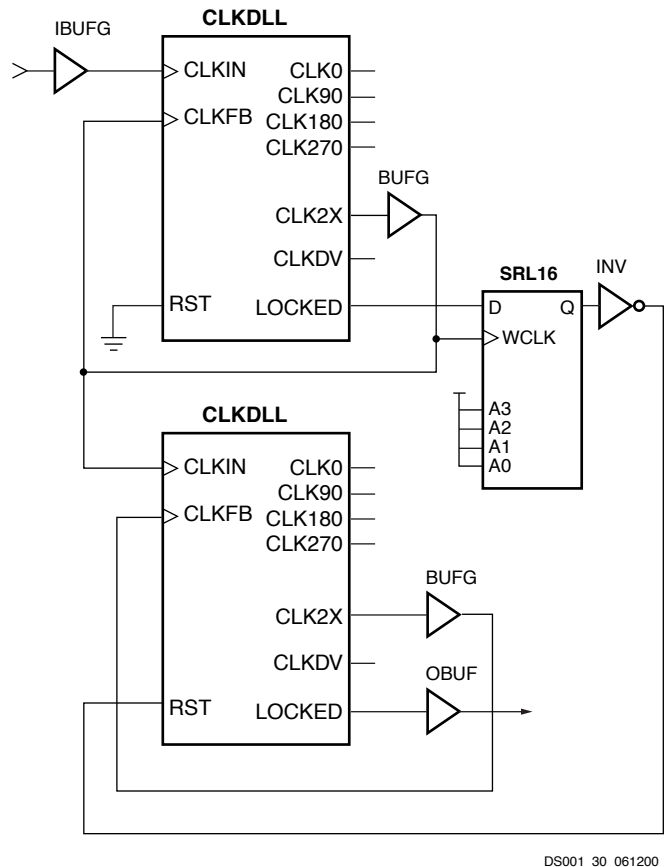 CLKDLL
IBUFG
CLKIN
CLK0
CLK90
CLKFB
CLK180
CLK270
BUFG
CLK2X
CLKDV
SRL16
INV
RST
LOCKED
D
Q
WCLK
CLKDLL
A3
A2
A1
A0
CLKIN
CLK0
CLK90
CLKFB
CLK180
CLK270
BUFG
CLK2X
CLKDV
OBUF
RST
LOCKED
DS001_30_061200